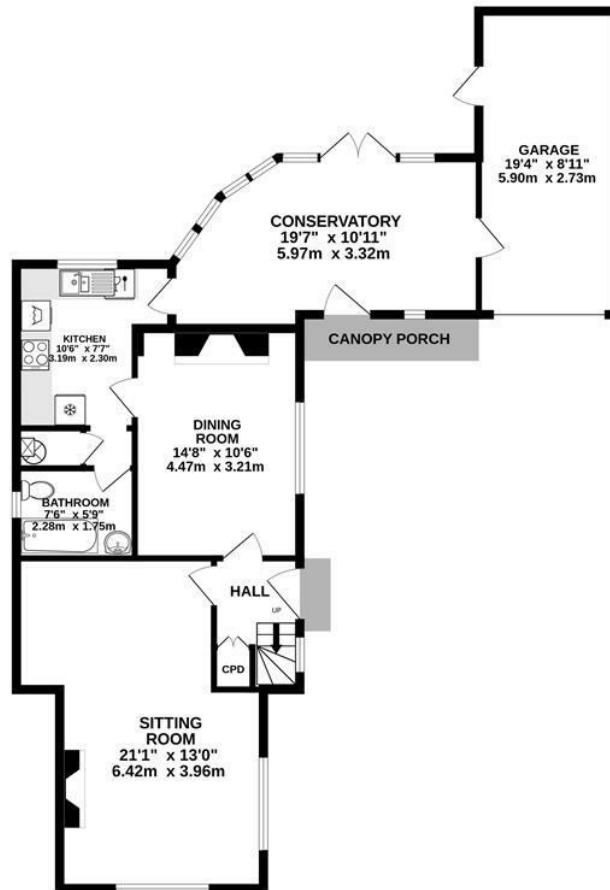 GARAGE
19'4" x 8'11"
5.90m x 2.73m
CONSERVATORY
19'7" x 10'11"
5.97m x 3.32m
CANOPY PORCH
KITCHEN
10'6" x 7'7"
3.19m x 2.30m
DINING
ROOM
14'8" x 10'6"
4.47m x 3.21m
BATHROOM
7'6" x 5'9"
2.28m x 1.75m
HALL
UP
CPD
SITTING
ROOM
21'1" x 13'0"
6.42m x 3.96m